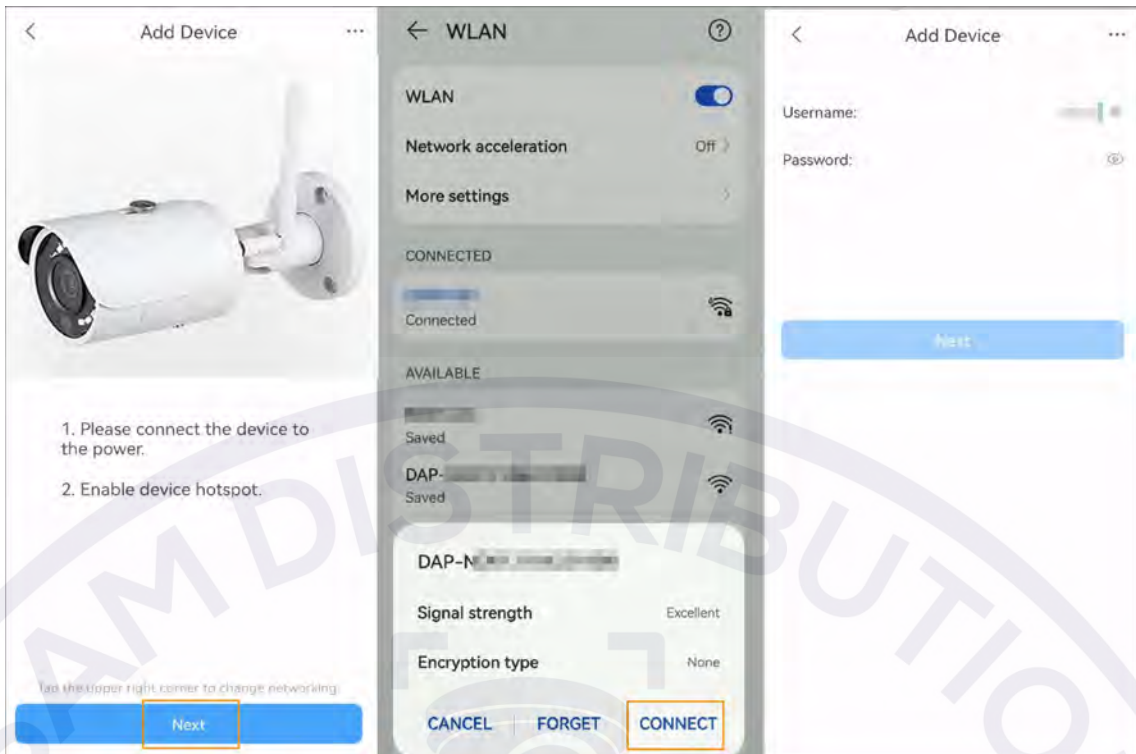 Add Device
...
1. Please connect the device to
the power.
2. Enable device hotspot.
Tap the upper right corner to change networking.
Next
WLAN
WLAN
Network acceleration
Off
More settings
CONNECTED
Connected
AVAILABLE
Saved
DAP-
Saved
DAP-N
Signal strength
Excellent
Encryption type
None
CANCEL
FORGET
CONNECT
Add Device
...
Username:
Password:
Next
DISTRIBUTIO